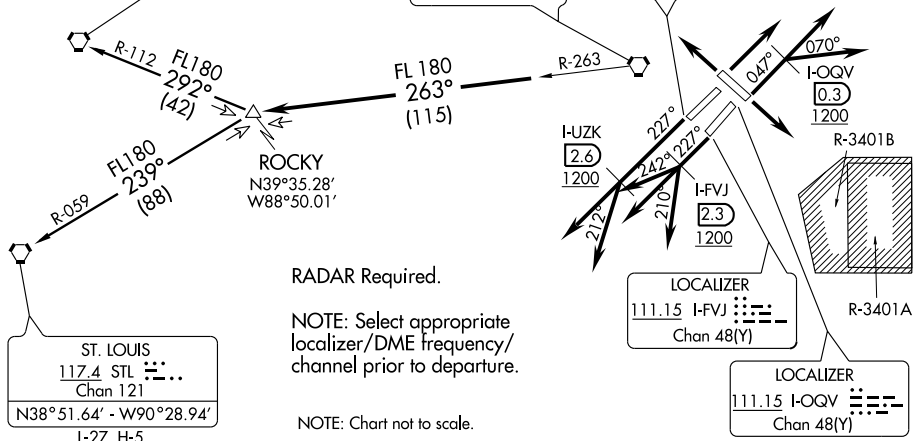 R-112
FL180
292°
(42)
FL 180
263°
(115)
R-263
047°
070°
I-OQV
0.3
1200
R-3401B
R-3401A
227°
I-UZK
2.6
1200
227°
242°
212°
210°
I-FVJ
2.3
1200
ROCKY
N39°35.28'
W88°50.01'
FL180
239°
(88)
R-059
RADAR Required.
NOTE: Select appropriate
localizer/DME frequency/
channel prior to departure.
NOTE: Chart not to scale.
ST. LOUIS
117.4 STL
Chan 121
N38°51.64' - W90°28.94'
L-27, H-5
LOCALIZER
111.15 I-FVJ
Chan 48(Y)
LOCALIZER
111.15 I-OQV
Chan 48(Y)